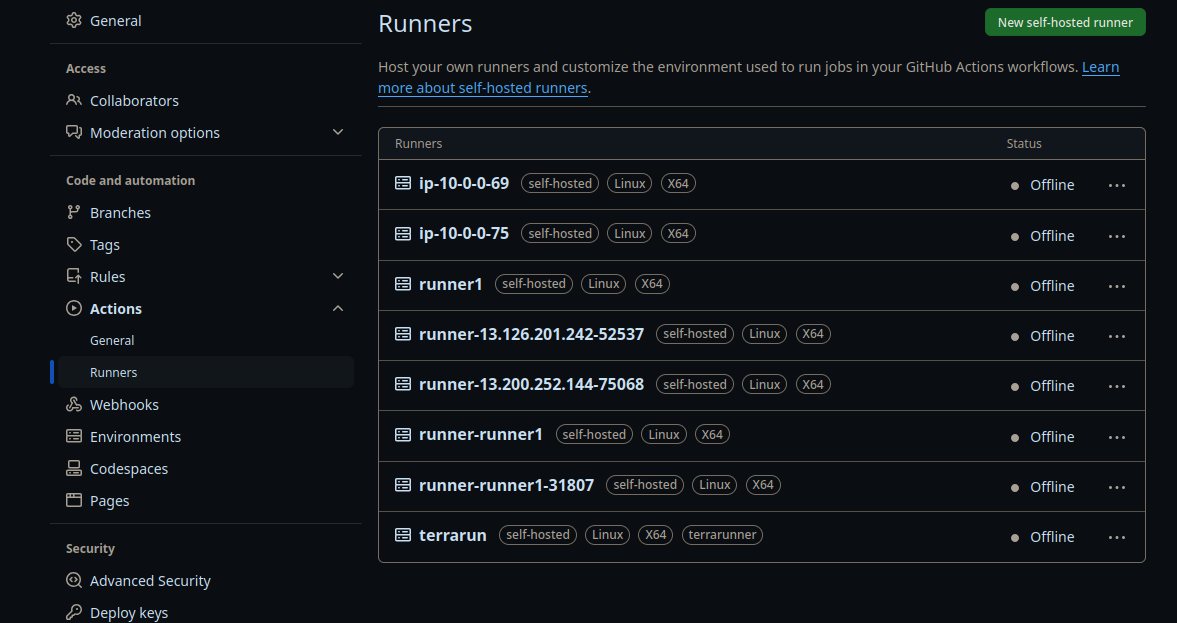 General
Access
Collaborators
Moderation options
Code and automation
Branches
Tags
Rules
Actions
General
Runners
Webhooks
Environments
Codespaces
Pages
Security
Advanced Security
Deploy keys
Runners
New self-hosted runner
Host your own runners and customize the environment used to run jobs in your GitHub Actions workflows. Learn
more about self-hosted runners.
Runners Status
ip-10-0-0-69 self-hosted Linux X64 Offline
ip-10-0-0-75 self-hosted Linux X64 Offline
runner1 self-hosted Linux X64 Offline
runner-13.126.201.242-52537 self-hosted Linux X64 Offline
runner-13.200.252.144-75068 self-hosted Linux X64 Offline
runner-runner1 self-hosted Linux X64 Offline
runner-runner1-31807 self-hosted Linux X64 Offline
terrarun self-hosted Linux X64 terrarunner Offline